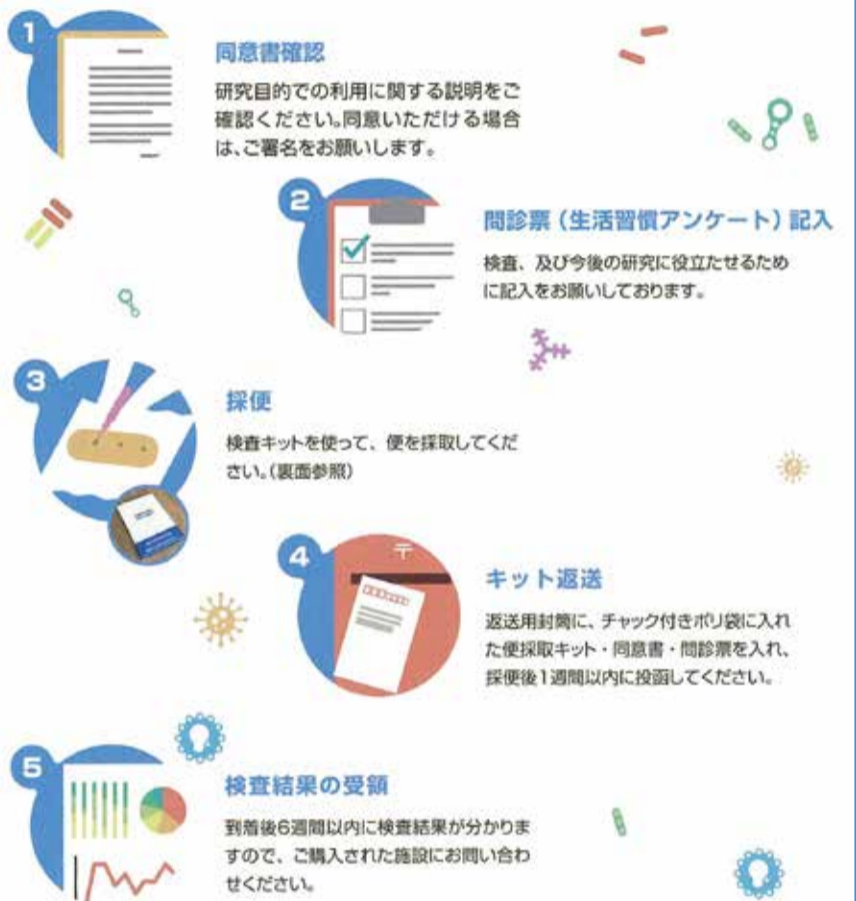 1
同意書確認
研究目的での利用に関する説明をご
確認ください。同意いただける場合
は、ご署名をお願いします。
2
問診票（生活習慣アンケート）記入
検査、及び今後の研究に役立たせるため
に記入をお願いしております。
3
採便
検査キットを使って、便を採取してくだ
さい。(裏面参照)
4
〒
キット返送
返送用封筒に、チャック付きポリ袋に入れ
た便採取キット・同意書・問診票を入れ、
採便後1週間以内に投函してください。
5
検査結果の受領
到着後6週間以内に検査結果が分かりま
すので、ご購入された施設にお問い合わ
せください。